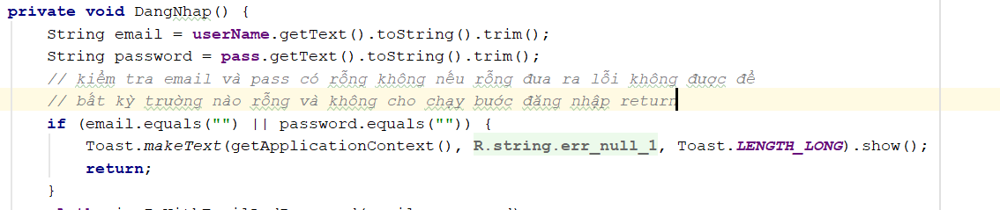 private void DangNhap() {
String email = userName.getText().toString().trim();
String password = pass.getText().toString().trim();
// kiểm tra email và pass có rỗng không nếu rỗng đưa ra lỗi không được để
// bất kỳ trường nào rỗng và không cho chạy bước đăng nhập return
if (email.equals("") || password.equals("")) {
Toast.makeText(getApplicationContext(), R.string.err_null_1, Toast.LENGTH_LONG).show();
return;
}